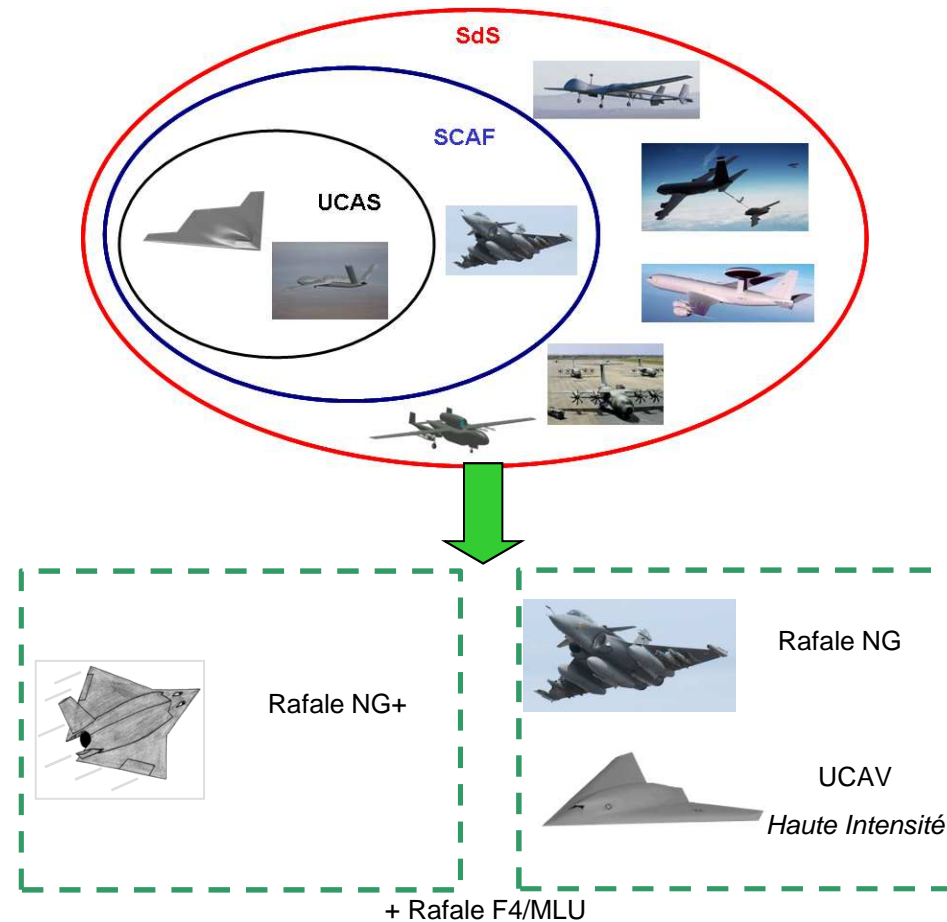 SdS
SCAF
UCAS
Rafale NG+
Rafale NG
UCAV
Haute Intensité
+ Rafale F4/MLU